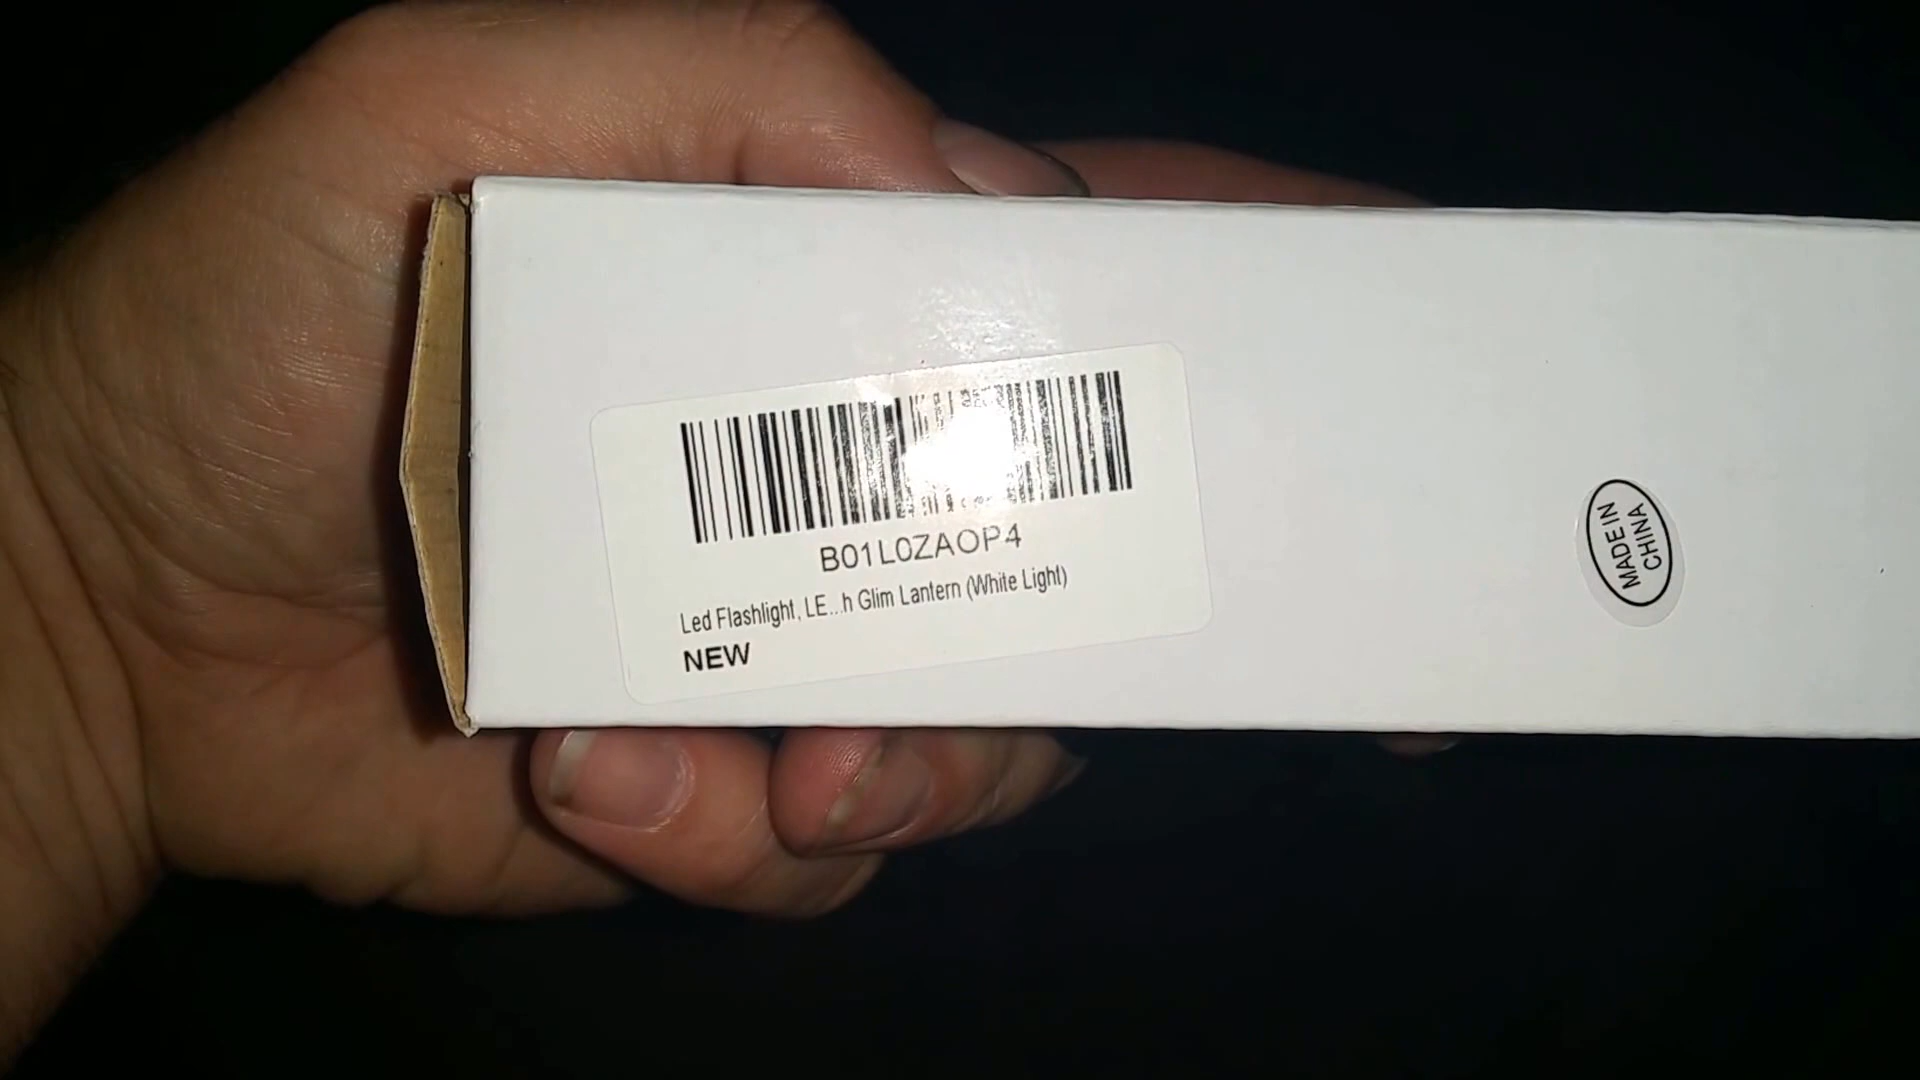 B01L0ZAOP4
Led Flashlight, LE...h Glim Lantern (White Light)
NEW
MADE IN
CHINA